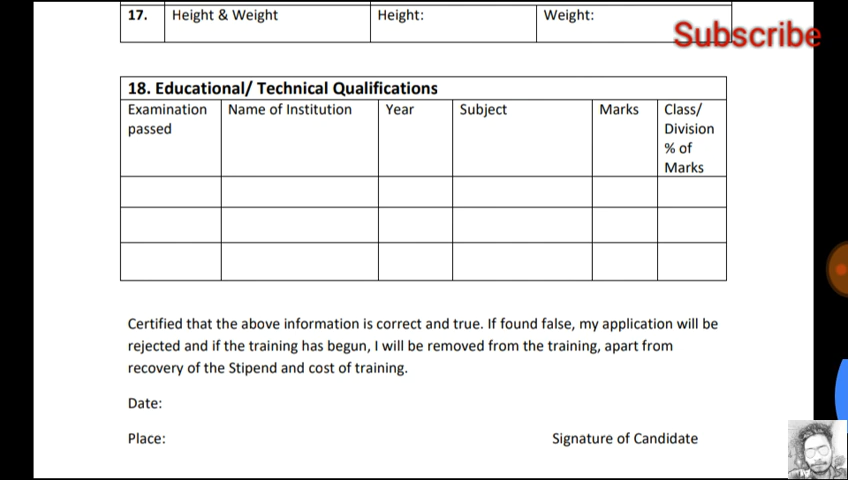 17. Height & Weight Height: Weight:
Subscribe
18. Educational/ Technical Qualifications
Examination passed Name of Institution Year Subject Marks Class/ Division % of Marks
Certified that the above information is correct and true. If found false, my application will be
rejected and if the training has begun, I will be removed from the training, apart from
recovery of the Stipend and cost of training.
Date:
Place: Signature of Candidate